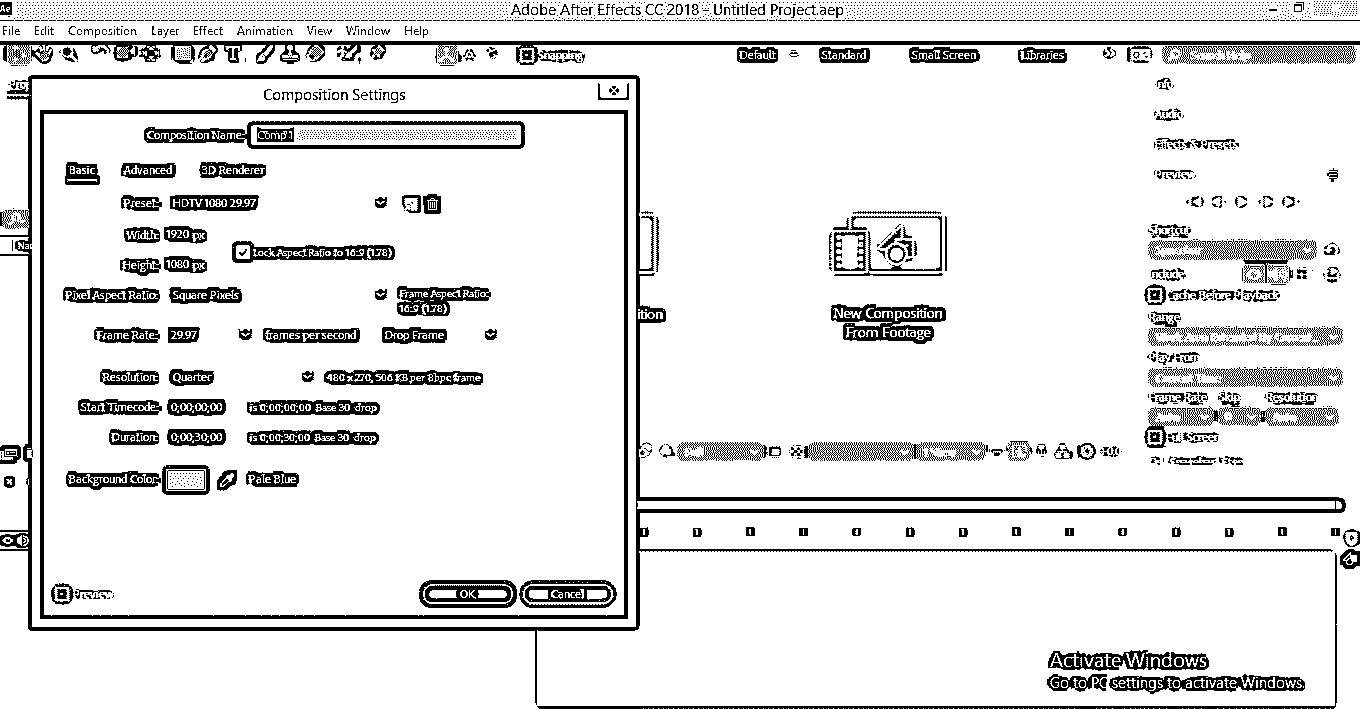 Adobe After Effects CC 2018 - Untitled Project.aep
File Edit Composition Layer Effect Animation View Window Help
Snapping Default Standard Small Screen Libraries
Composition Settings
Composition Name: Comp 1
Basic Advanced 3D Renderer
Preset: HDTV 1080 29.97
Width: 1920 px
Lock Aspect Ratio to 16:9 (1.78)
Height: 1080 px
Pixel Aspect Ratio: Square Pixels
Frame Aspect Ratio:
16:9 (1.78)
Frame Rate: 29.97 frames per second Drop Frame
Resolution: Quarter 480 x 270, 506 KB per 8bpc frame
Start Timecode: 0;00;00;00 is 0;00;00;00 Base 30 drop
Duration: 0;00;30;00 is 0;00;30;00 Base 30 drop
Background Color: Pale Blue
Preview OK Cancel
New Composition
From Footage
Info
Audio
Effects & Presets
Preview
Shortcut
Include:
Cache Before Playback
Range
Play From
Frame Rate Skip Resolution
Full Screen
Activate Windows
Go to PC settings to activate Windows.